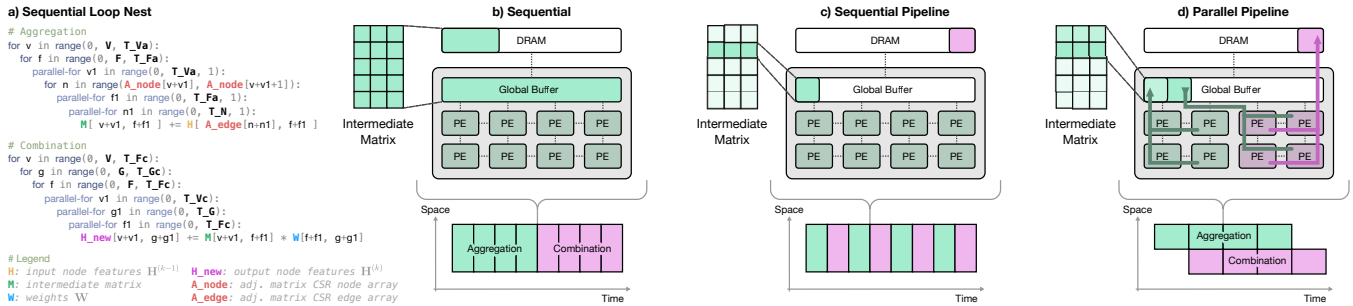 a) Sequential Loop Nest
# Aggregation
for v in range(0, V, T_Va):
for f in range(0, F, T_Fa):
parallel-for v1 in range(0, T_Va, 1):
for n in range(A_node[v+v1], A_node[v+v1+1]):
parallel-for f1 in range(0, T_Fa, 1):
parallel-for n1 in range(0, T_N, 1):
M[ v+v1, f+f1 ] += H[ A_edge[n+n1], f+f1 ]
# Combination
for v in range(0, V, T_Fc):
for g in range(0, G, T_Gc):
for f in range(0, F, T_Fc):
parallel-for v1 in range(0, T_Vc):
parallel-for g1 in range(0, T_G):
parallel-for f1 in range(0, T_Fc):
H_new[v+v1, g+g1] += M[v+v1, f+f1] * W[f+f1, g+g1]
# Legend
H: input node features H^(k−1)
H_new: output node features H^(k)
M: intermediate matrix
A_node: adj. matrix CSR node array
W: weights W
A_edge: adj. matrix CSR edge array
b) Sequential
DRAM
Global Buffer
Intermediate
Matrix
PE PE PE PE
PE PE PE PE
Space
Aggregation
Combination
Time
c) Sequential Pipeline
DRAM
Global Buffer
Intermediate
Matrix
PE PE PE PE
PE PE PE PE
Time
d) Parallel Pipeline
DRAM
Global Buffer
Intermediate
Matrix
PE PE PE PE
PE PE PE PE
Space
Aggregation
Combination
Time